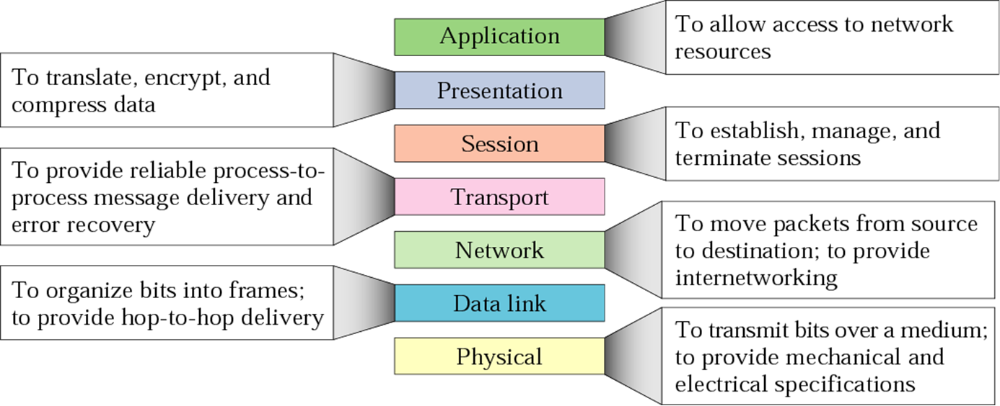 Application
To allow access to network
resources
To translate, encrypt, and
compress data
Presentation
Session
To establish, manage, and
terminate sessions
To provide reliable process-to-
process message delivery and
error recovery
Transport
Network
To move packets from source
to destination; to provide
internetworking
To organize bits into frames;
to provide hop-to-hop delivery
Data link
Physical
To transmit bits over a medium;
to provide mechanical and
electrical specifications